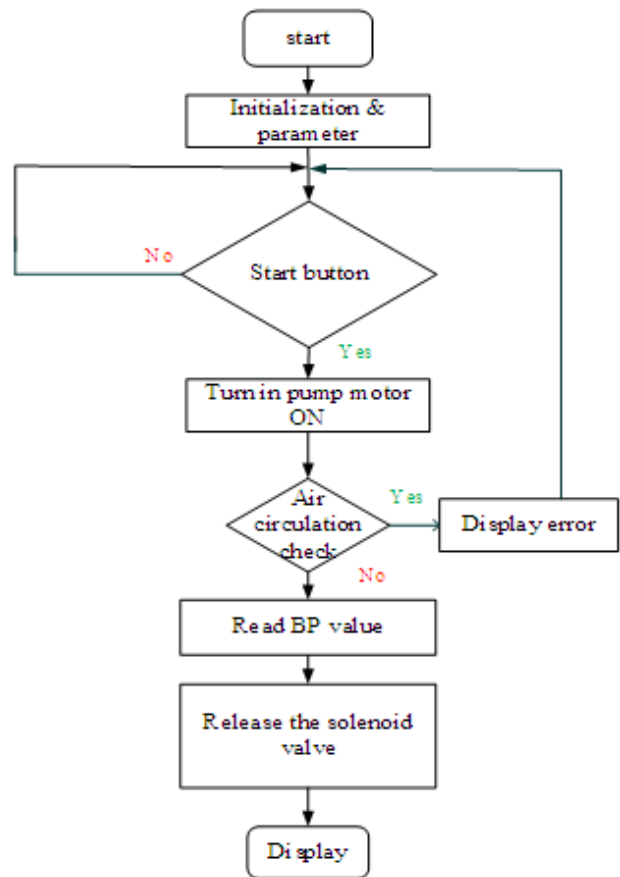 start
Initialization &
parameter
No
Start button
Yes
Turn in pump motor
ON
Air
circulation
check
Yes
Display error
No
Read BP value
Release the solenoid
valve
Display